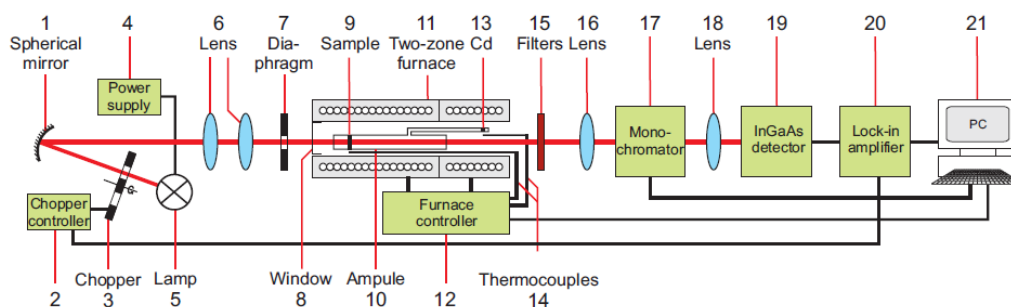 1
4
6
7
9
11
13
15
16
17
18
19
20
21
Spherical
mirror
Lens
Dia-
phragm
Sample
Two-zone
furnace
Cd
Filters
Lens
Lens
Power
supply
Mono-
chromator
InGaAs
detector
Lock-in
amplifier
PC
Chopper
controller
Furnace
controller
Chopper
Lamp
Window
Ampule
Thermocouples
2
3
5
8
10
12
14